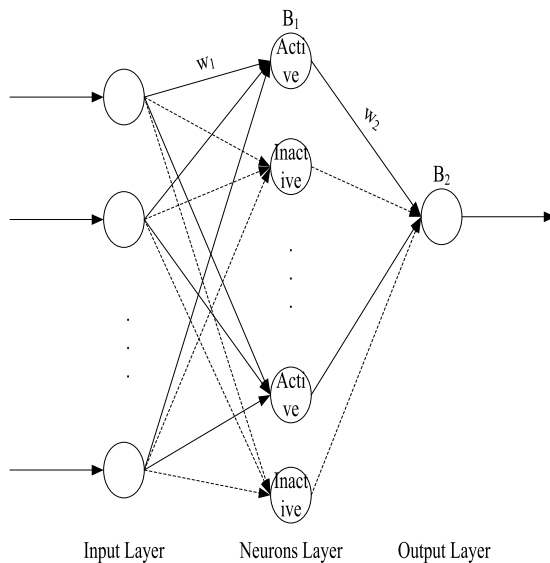 B1
Acti
ve
w1
w2
Inact
ive
B2
Acti
ve
Inact
ive
Input Layer
Neurons Layer
Output Layer